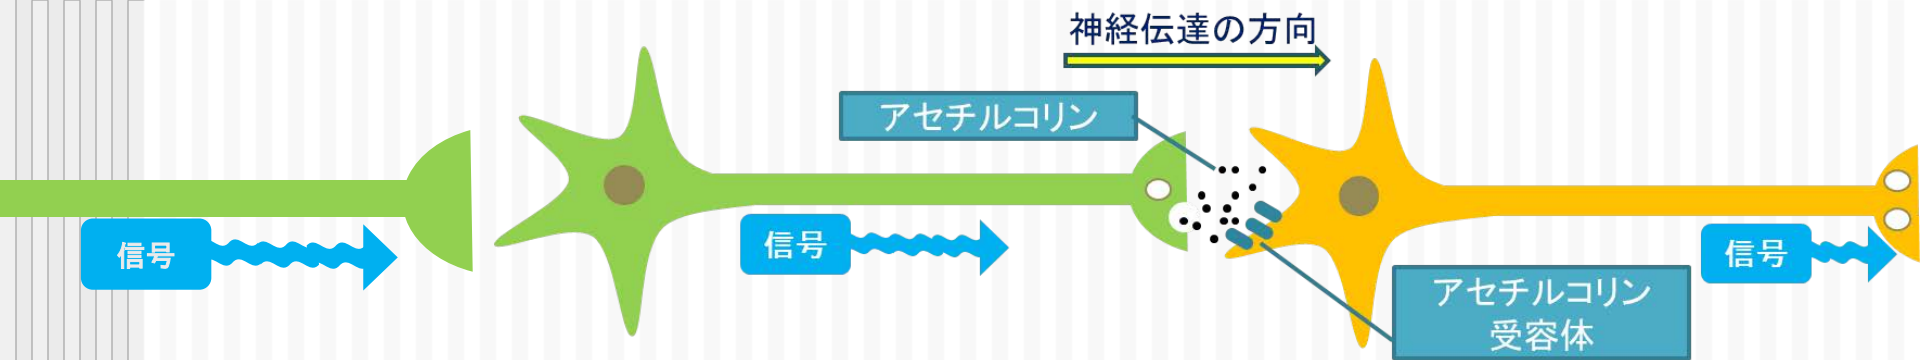 神経伝達の方向
アセチルコリン
信号
信号
信号
アセチルコリン
受容体